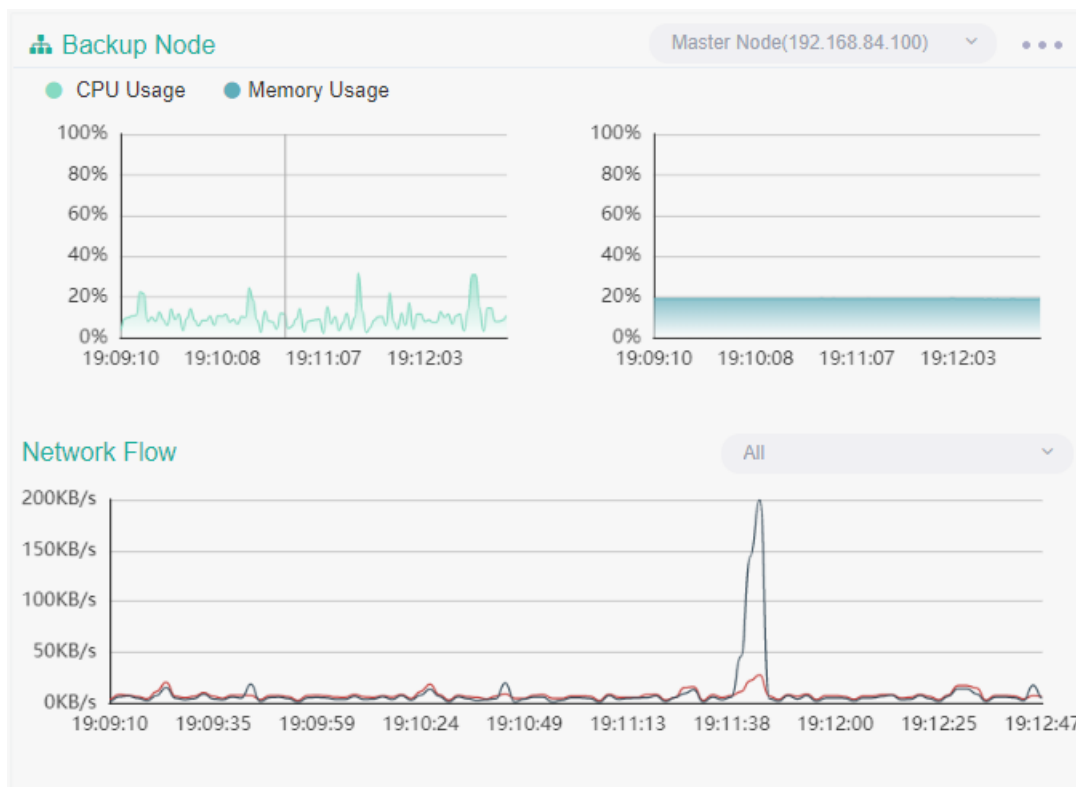 Backup Node
Master Node(192.168.84.100)
CPU Usage Memory Usage
100%
80%
60%
40%
20%
0%
19:09:10 19:10:08 19:11:07 19:12:03
100%
80%
60%
40%
20%
0%
19:09:10 19:10:08 19:11:07 19:12:03
Network Flow
All
200KB/s
150KB/s
100KB/s
50KB/s
0KB/s
19:09:10 19:09:35 19:09:59 19:10:24 19:10:49 19:11:13 19:11:38 19:12:00 19:12:25 19:12:47